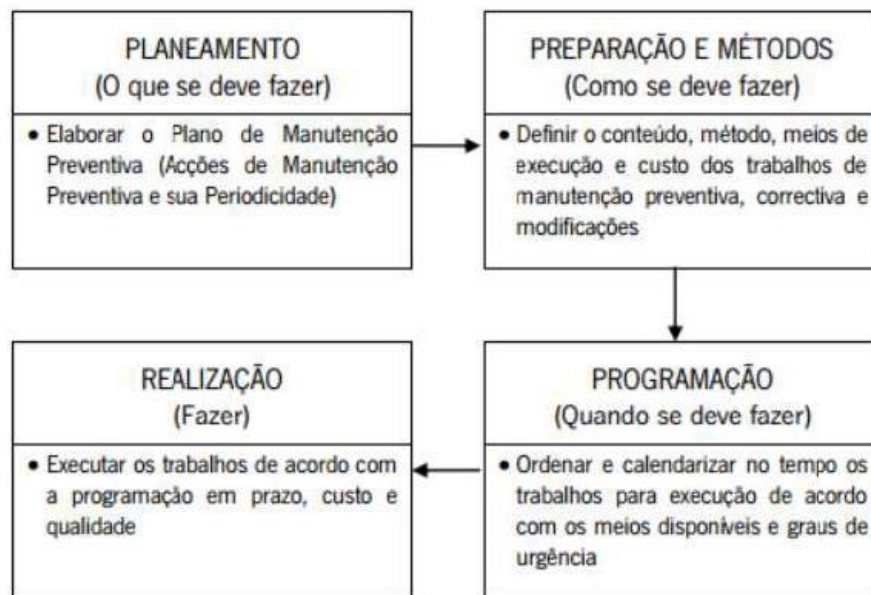 PLANEAMENTO
(O que se deve fazer)
• Elaborar o Plano de Manutenção
Preventiva (Acções de Manutenção
Preventiva e sua Periodicidade)
PREPARAÇÃO E MÉTODOS
(Como se deve fazer)
• Definir o conteúdo, método, meios de
execução e custo dos trabalhos de
manutenção preventiva, correctiva e
modificações
PROGRAMAÇÃO
(Quando se deve fazer)
• Ordenar e calendarizar no tempo os
trabalhos para execução de acordo
com os meios disponíveis e graus de
urgência
REALIZAÇÃO
(Fazer)
• Executar os trabalhos de acordo com
a programação em prazo, custo e
qualidade